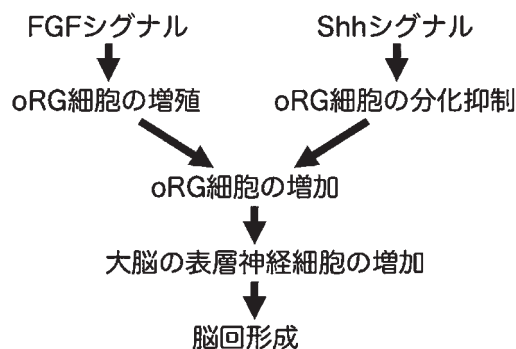 FGFシグナル
Shhシグナル
oRG細胞の増殖
oRG細胞の分化抑制
oRG細胞の増加
大脳の表層神経細胞の増加
脳回形成